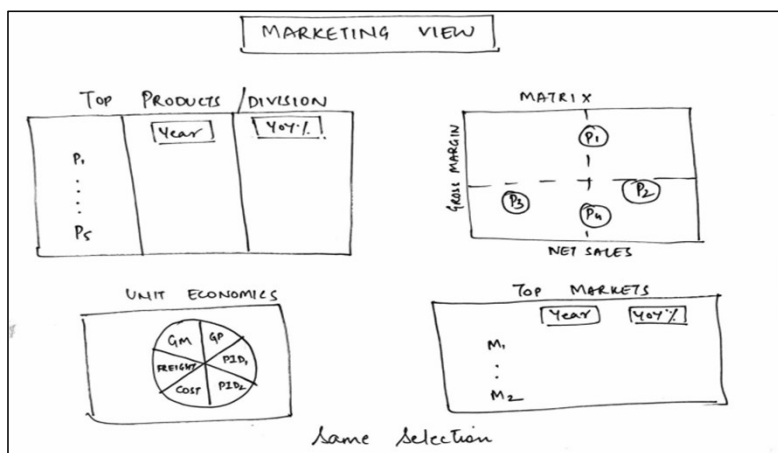 MARKETING VIEW
TOP PRODUCTS/DIVISION
Year YOY%
P1
P5
MATRIX
GROSS MARGIN
P1
P2
P3
P4
NET SALES
UNIT ECONOMICS
GM GP
FREIGHT PID1
COST PID2
TOP MARKETS
Year YOY%
M1
M2
Same Selection